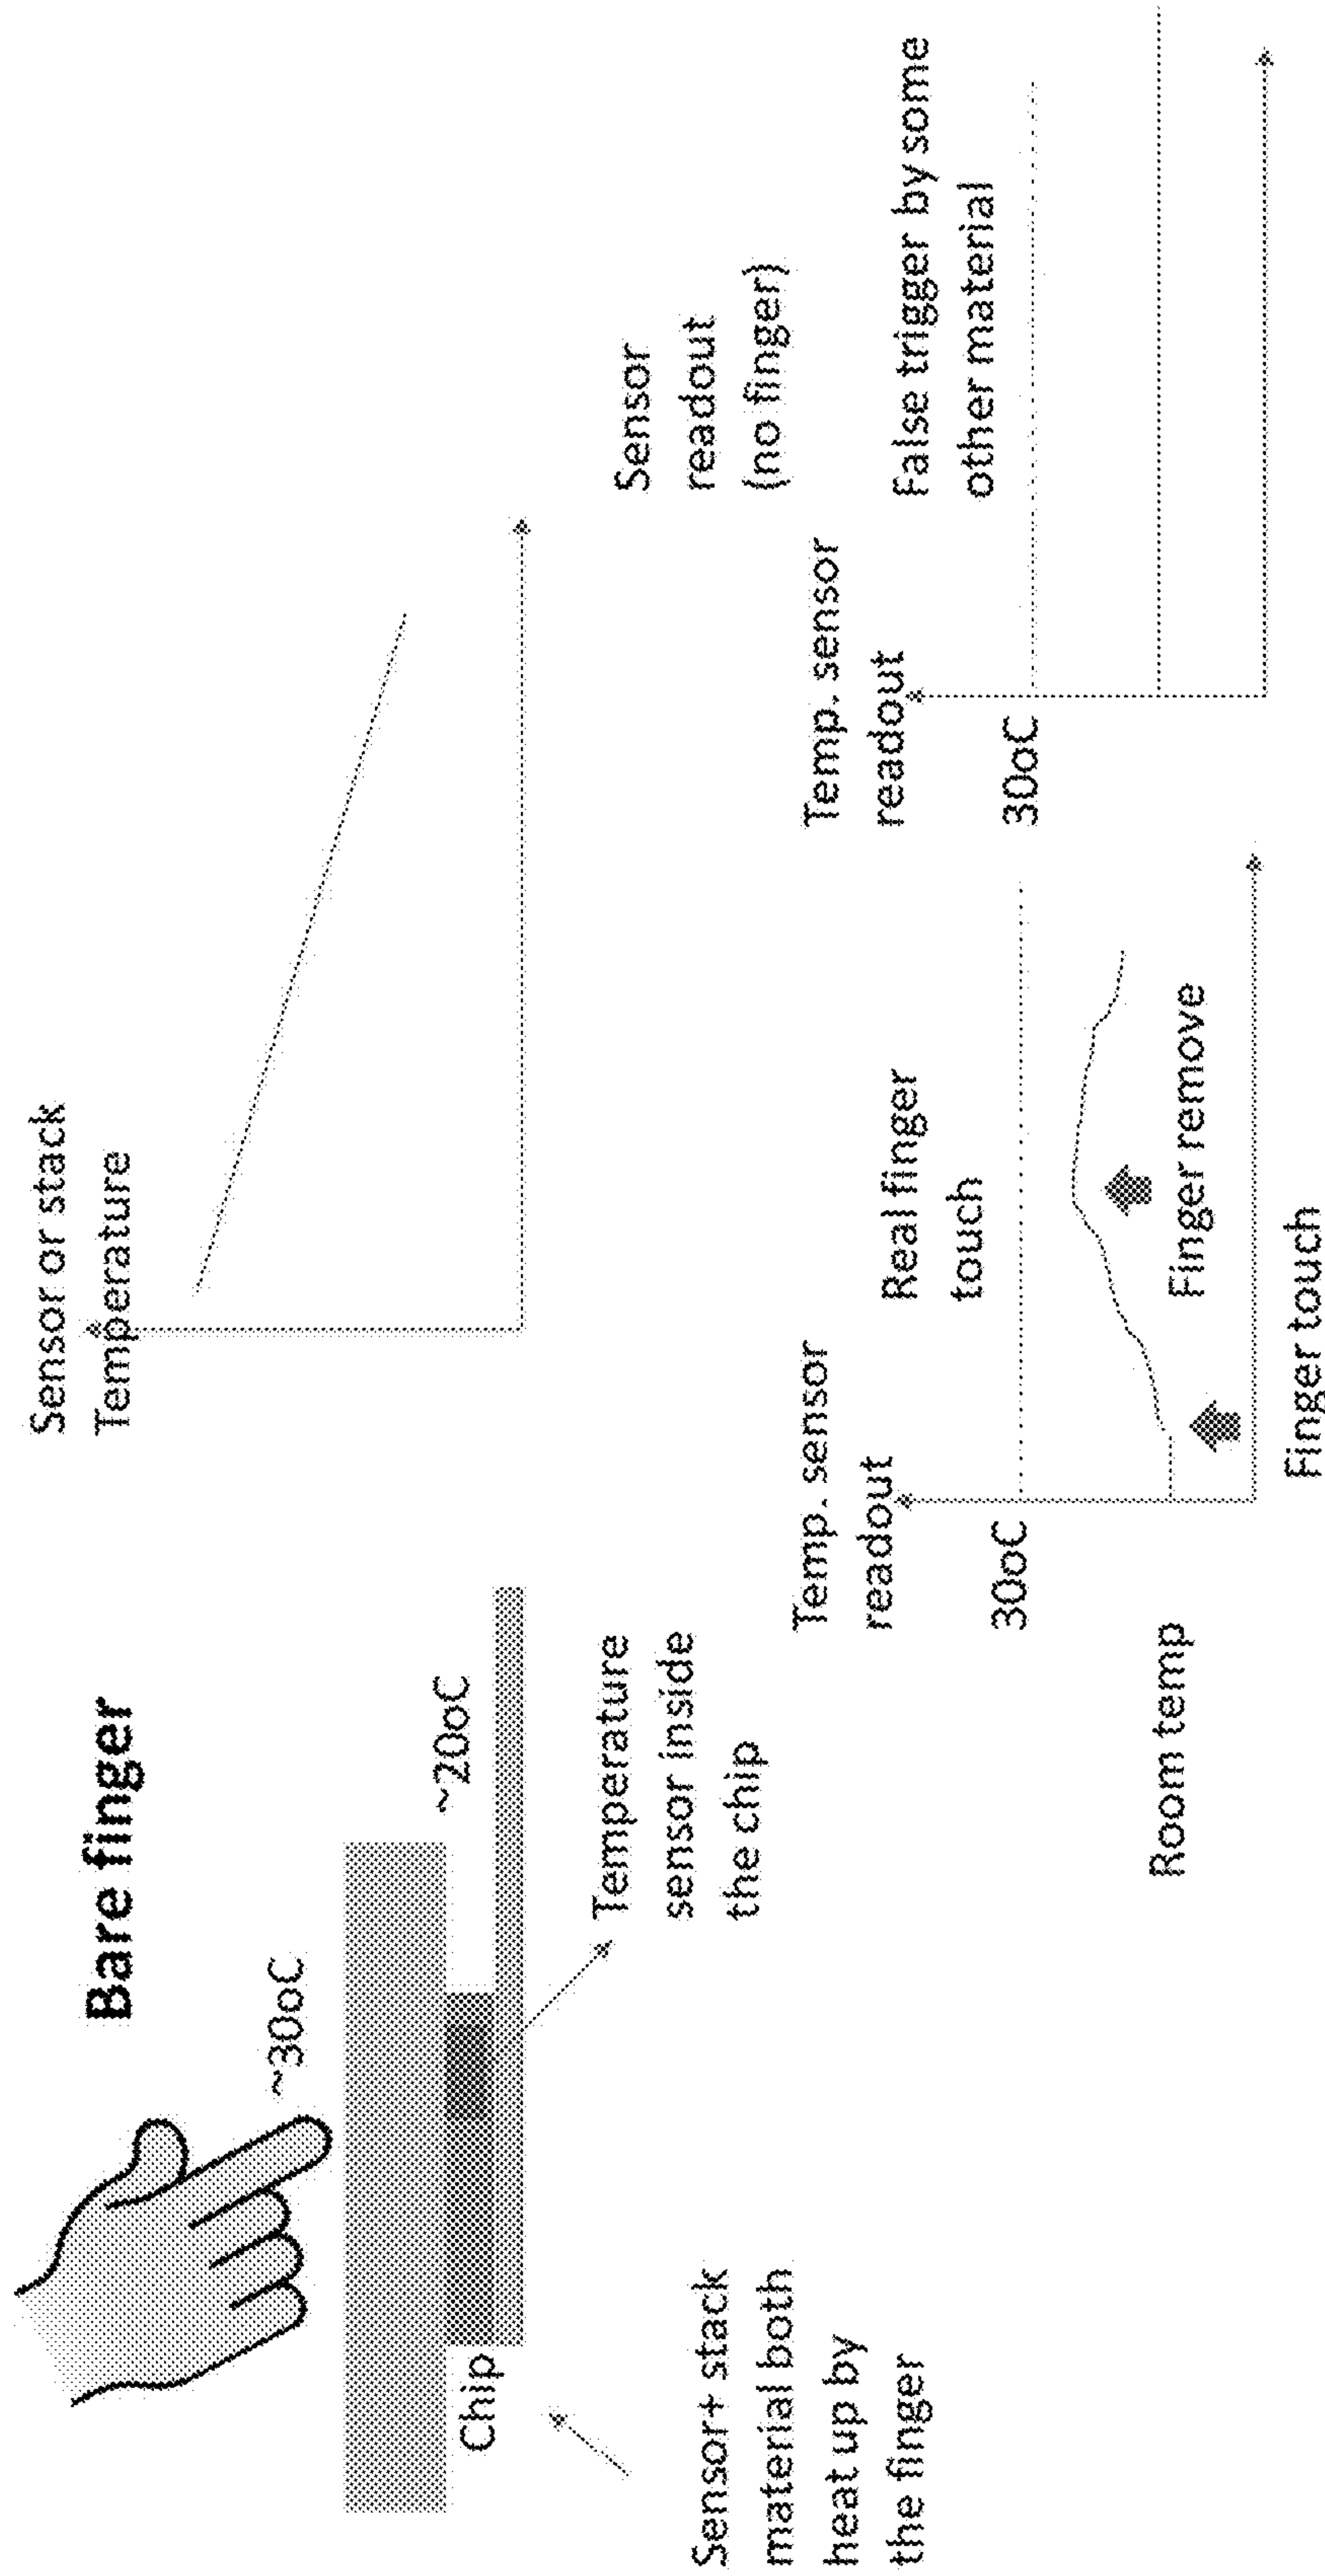 Bare finger
~30oC
~20oC
Chip
Temperature
sensor inside
the chip
Sensor+ stack
material both
heat up by
the finger
Sensor or stack
Temperature
Sensor
readout
(no finger)
Temp. sensor
readout
30oC
Room temp
Real finger
touch
Finger remove
Finger touch
Temp. sensor
readout
30oC
False trigger by some
other material